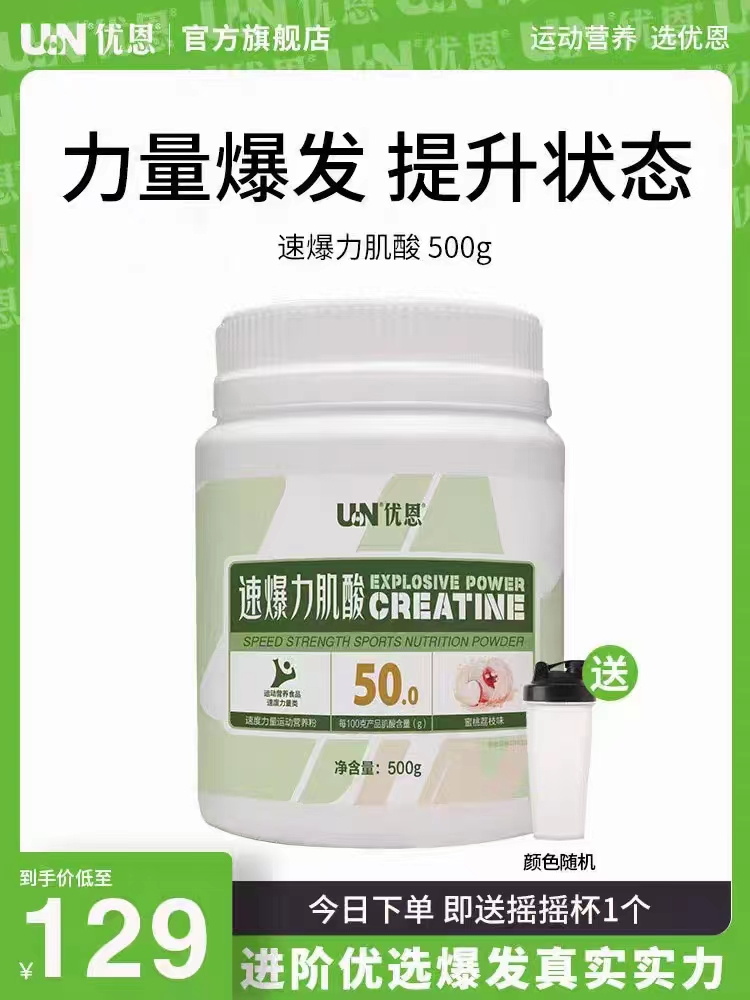 UN 优恩 官方旗舰店
运动营养 选优恩
力量爆发 提升状态
速爆力肌酸 500g
UN®优恩®
速爆力肌酸
EXPLOSIVE POWER
CREATINE
SPEED STRENGTH SPORTS NUTRITION POWDER
运动营养食品
速度力量类
速度力量运动营养粉
50.0
每100克产品肌酸含量(g)
蜜桃荔枝味
净含量:500g
送
颜色随机
到手价低至
¥129
今日下单 即送摇摇杯1个
进阶优选爆发真实实力